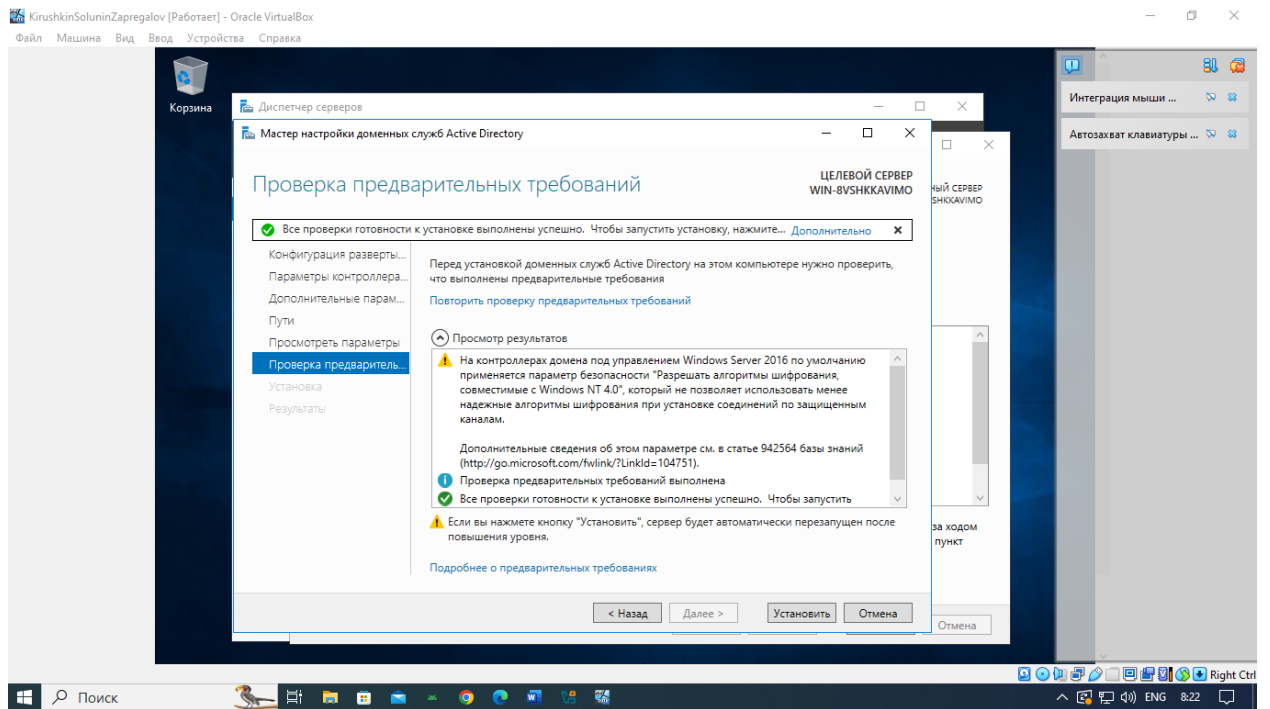 KirushkinSoluninZapregalov [Работает] - Oracle VirtualBox
Файл Машина Вид Ввод Устройства Справка
Корзина
Интеграция мыши ...
Автозахват клавиатуры ...
Диспетчер серверов
Мастер настройки доменных служб Active Directory
Проверка предварительных требований
ЦЕЛЕВОЙ СЕРВЕР
WIN-8VSHKKAVIMO
НЫЙ СЕРВЕР
SHKKAVIMO
Все проверки готовности к установке выполнены успешно. Чтобы запустить установку, нажмите... Дополнительно
Конфигурация разверты...
Параметры контроллера...
Дополнительные парам...
Пути
Просмотреть параметры
Проверка предваритель...
Установка
Результаты
Перед установкой доменных служб Active Directory на этом компьютере нужно проверить,
что выполнены предварительные требования
Повторить проверку предварительных требований
Просмотр результатов
На контроллерах домена под управлением Windows Server 2016 по умолчанию
применяется параметр безопасности "Разрешать алгоритмы шифрования,
совместимые с Windows NT 4.0", который не позволяет использовать менее
надежные алгоритмы шифрования при установке соединений по защищенным
каналам.
Дополнительные сведения об этом параметре см. в статье 942564 базы знаний
(http://go.microsoft.com/fwlink/?LinkId=104751).
Проверка предварительных требований выполнена
Все проверки готовности к установке выполнены успешно. Чтобы запустить
Если вы нажмете кнопку "Установить", сервер будет автоматически перезапущен после
повышения уровня.
за ходом
пункт
Подробнее о предварительных требованиях
< Назад
Далее >
Установить
Отмена
Отмена
Right Ctrl
Поиск
ENG
8:22